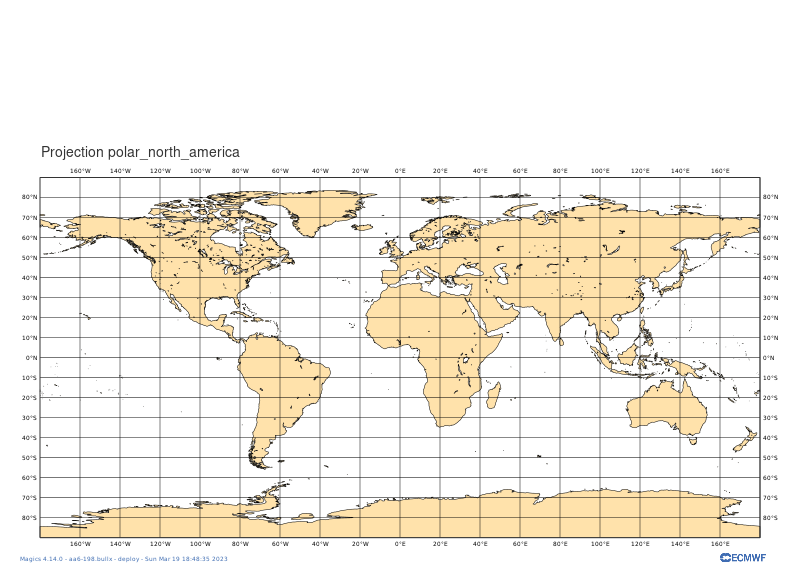 Projection polar_north_america
160°W 140°W 120°W 100°W 80°W 60°W 40°W 20°W 0°E 20°E 40°E 60°E 80°E 100°E 120°E 140°E 160°E
80°N 80°N
70°N 70°N
60°N 60°N
50°N 50°N
40°N 40°N
30°N 30°N
20°N 20°N
10°N 10°N
0°N 0°N
10°S 10°S
20°S 20°S
30°S 30°S
40°S 40°S
50°S 50°S
60°S 60°S
70°S 70°S
80°S 80°S
160°W 140°W 120°W 100°W 80°W 60°W 40°W 20°W 0°E 20°E 40°E 60°E 80°E 100°E 120°E 140°E 160°E
Magics 4.14.0 - aa6-198.bullx - deploy - Sun Mar 19 18:48:35 2023
ECMWF